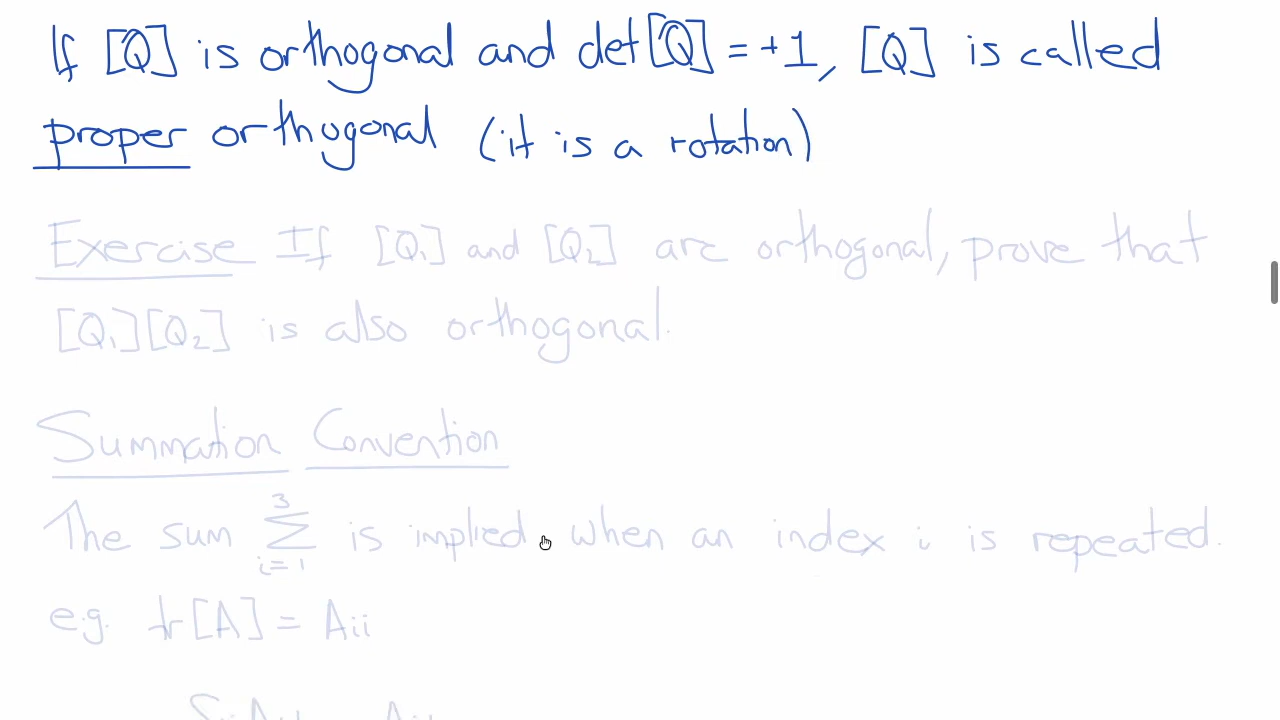 If [Q] is orthogonal and det[Q] = +1, [Q] is called
proper orthogonal (it is a rotation)
Exercise If [Q₁] and [Q₂] are orthogonal, prove that
[Q₁][Q₂] is also orthogonal.
Summation Convention
The sum ∑³ᵢ₌₁ is implied when an index i is repeated.
e.g. tr[A] = Aii